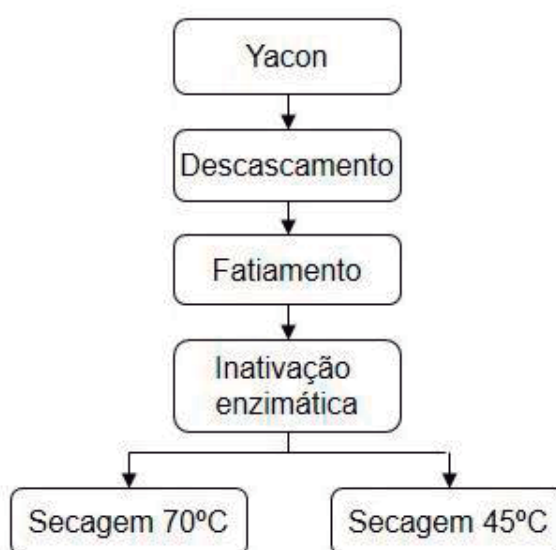 Yacon
Descascamento
Fatiamento
Inativação
enzimática
Secagem 70ºC
Secagem 45ºC